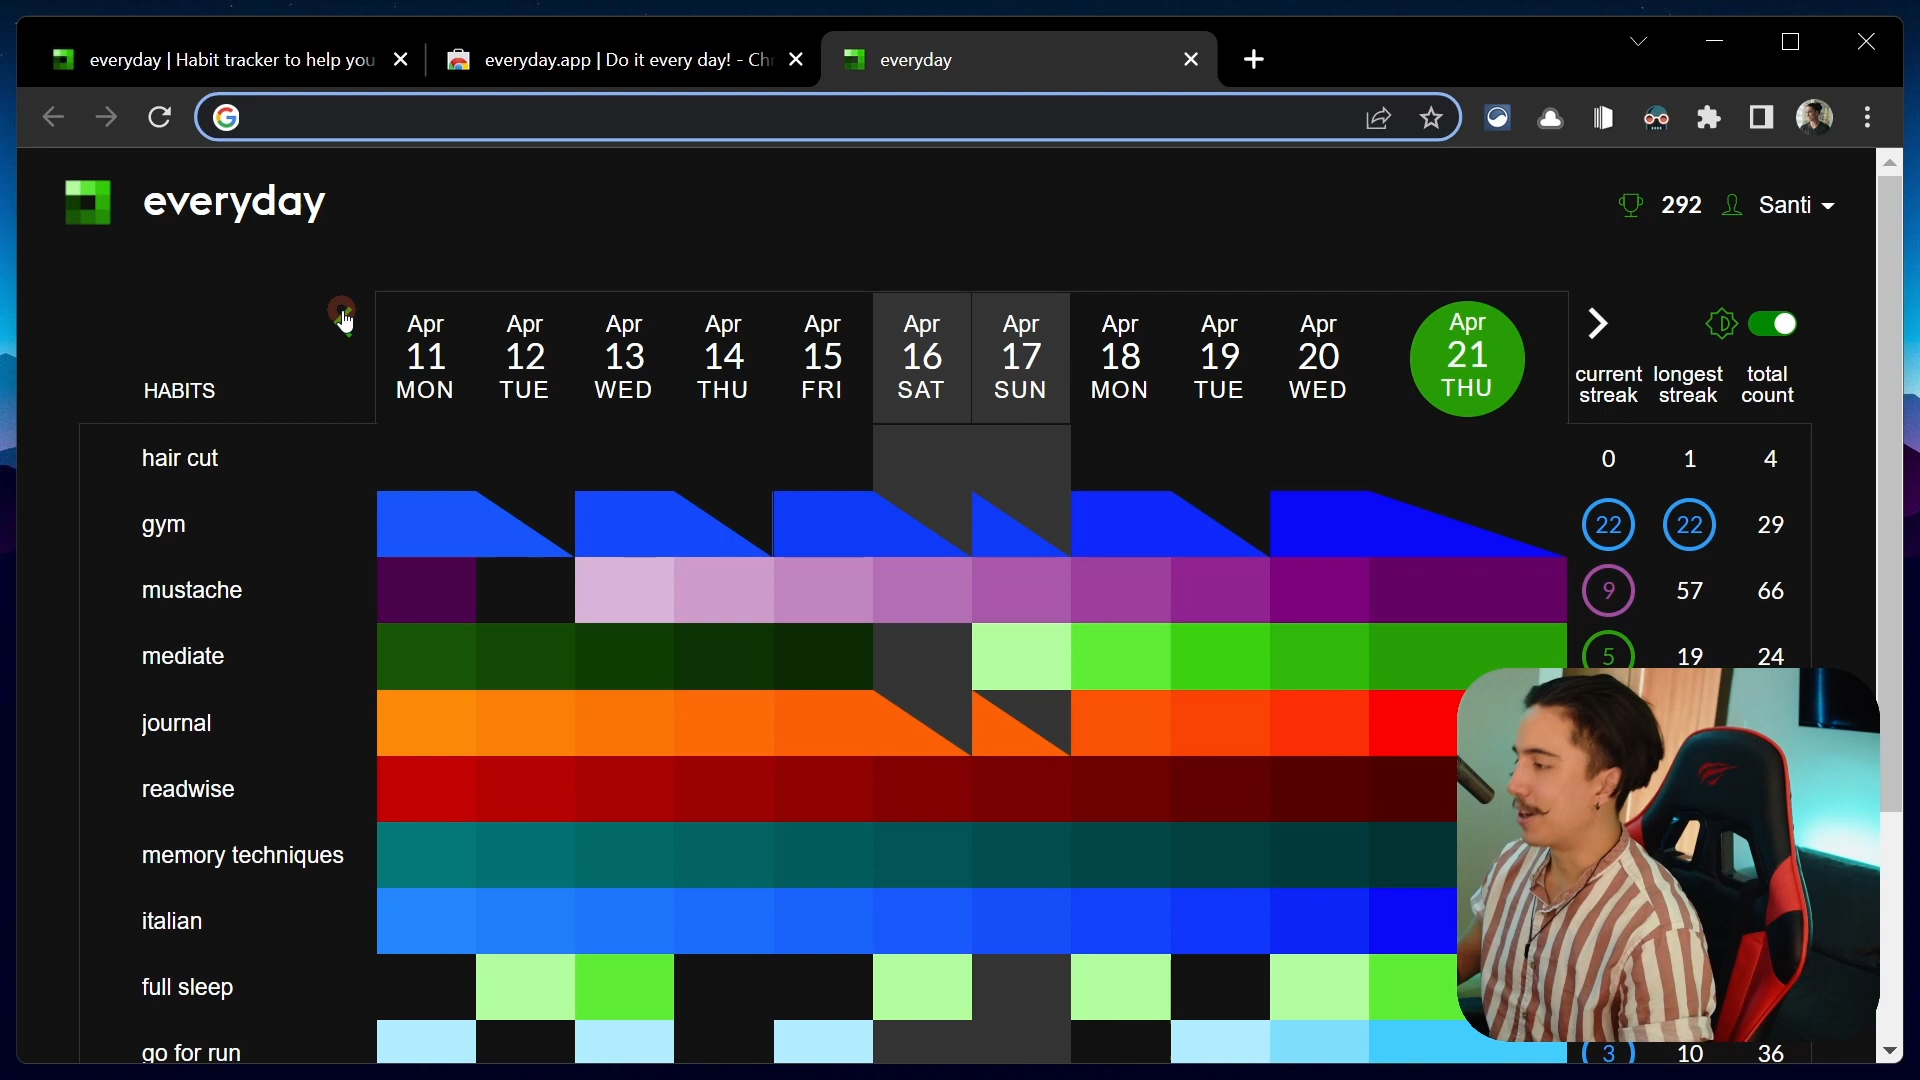 everyday | Habit tracker to help you
everyday.app | Do it every day! - Ch
everyday
everyday
292 Santi
Apr 11 MON
Apr 12 TUE
Apr 13 WED
Apr 14 THU
Apr 15 FRI
Apr 16 SAT
Apr 17 SUN
Apr 18 MON
Apr 19 TUE
Apr 20 WED
Apr 21 THU
HABITS
current streak
longest streak
total count
hair cut 0 1 4
gym 22 22 29
mustache 9 57 66
mediate 5 19 24
journal
readwise
memory techniques
italian
full sleep
go for run 3 10 36